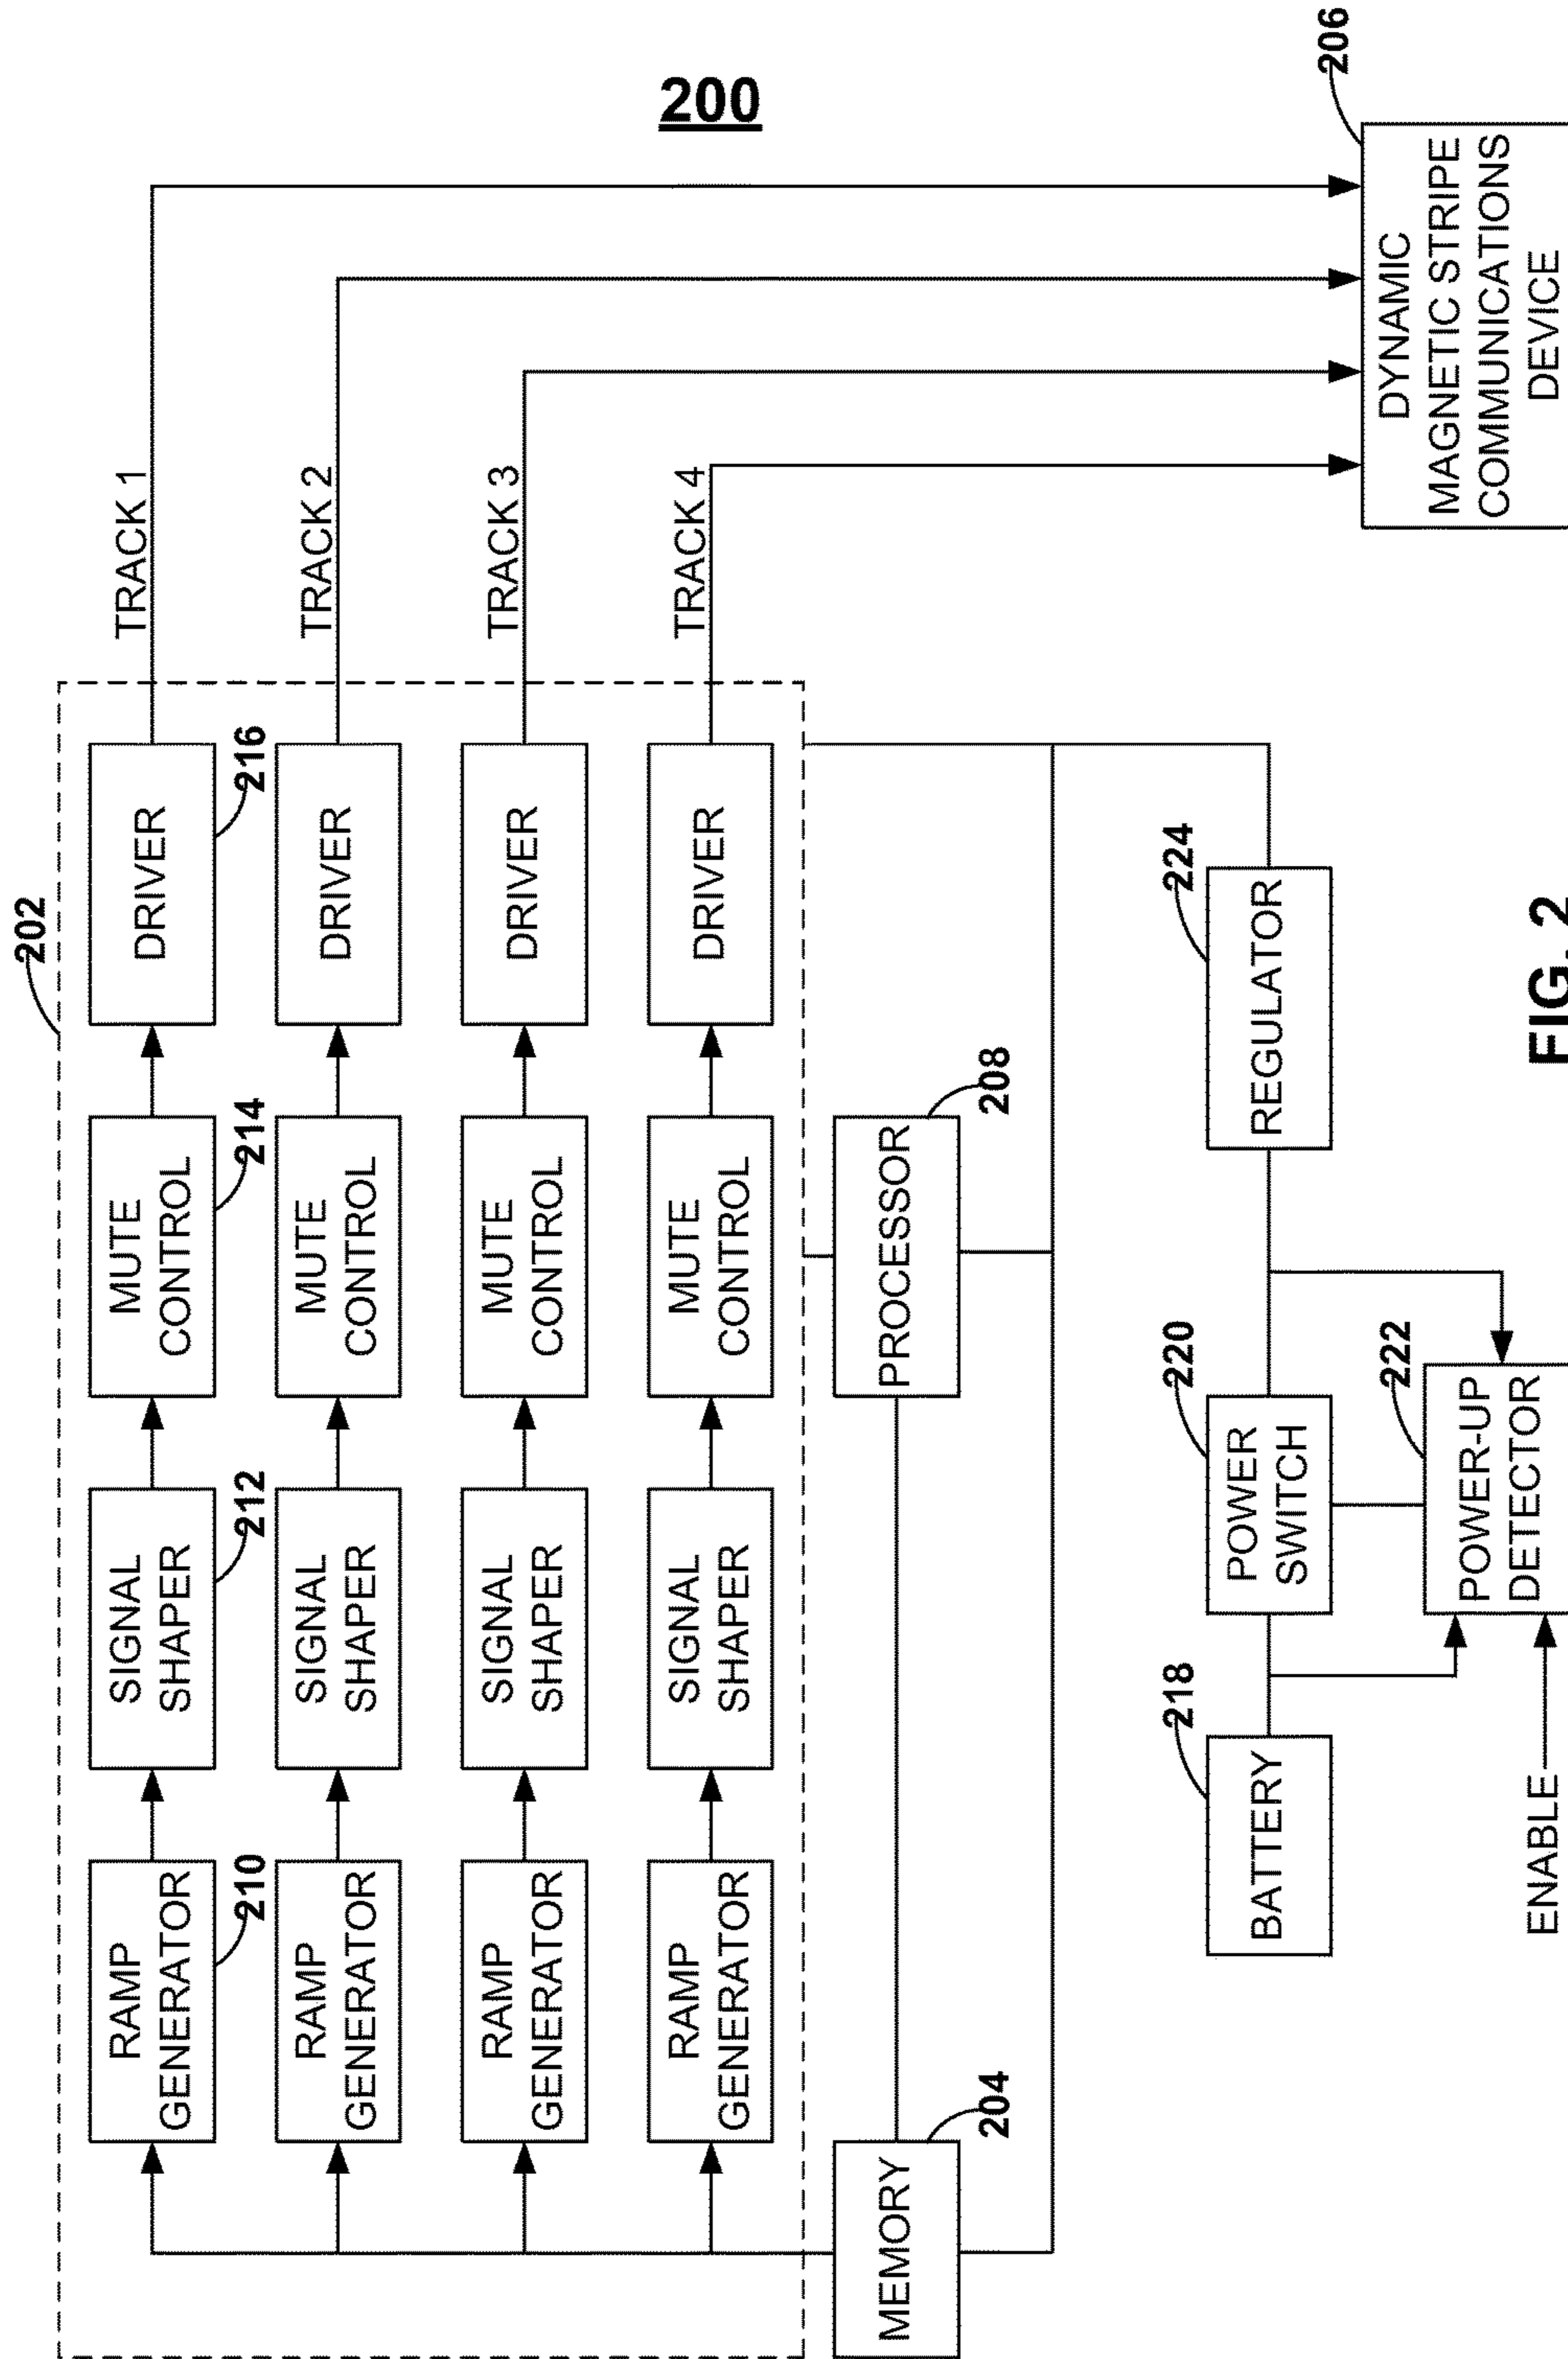 200
202
RAMP
GENERATOR
210
SIGNAL
SHAPER
212
MUTE
CONTROL
214
DRIVER
216
TRACK 1
RAMP
GENERATOR
SIGNAL
SHAPER
MUTE
CONTROL
DRIVER
TRACK 2
RAMP
GENERATOR
SIGNAL
SHAPER
MUTE
CONTROL
DRIVER
TRACK 3
RAMP
GENERATOR
SIGNAL
SHAPER
MUTE
CONTROL
DRIVER
TRACK 4
MEMORY
204
PROCESSOR
208
BATTERY
218
POWER
SWITCH
220
REGULATOR
224
DYNAMIC
MAGNETIC STRIPE
COMMUNICATIONS
DEVICE
206
ENABLE
POWER-UP
DETECTOR
222
FIG. 2